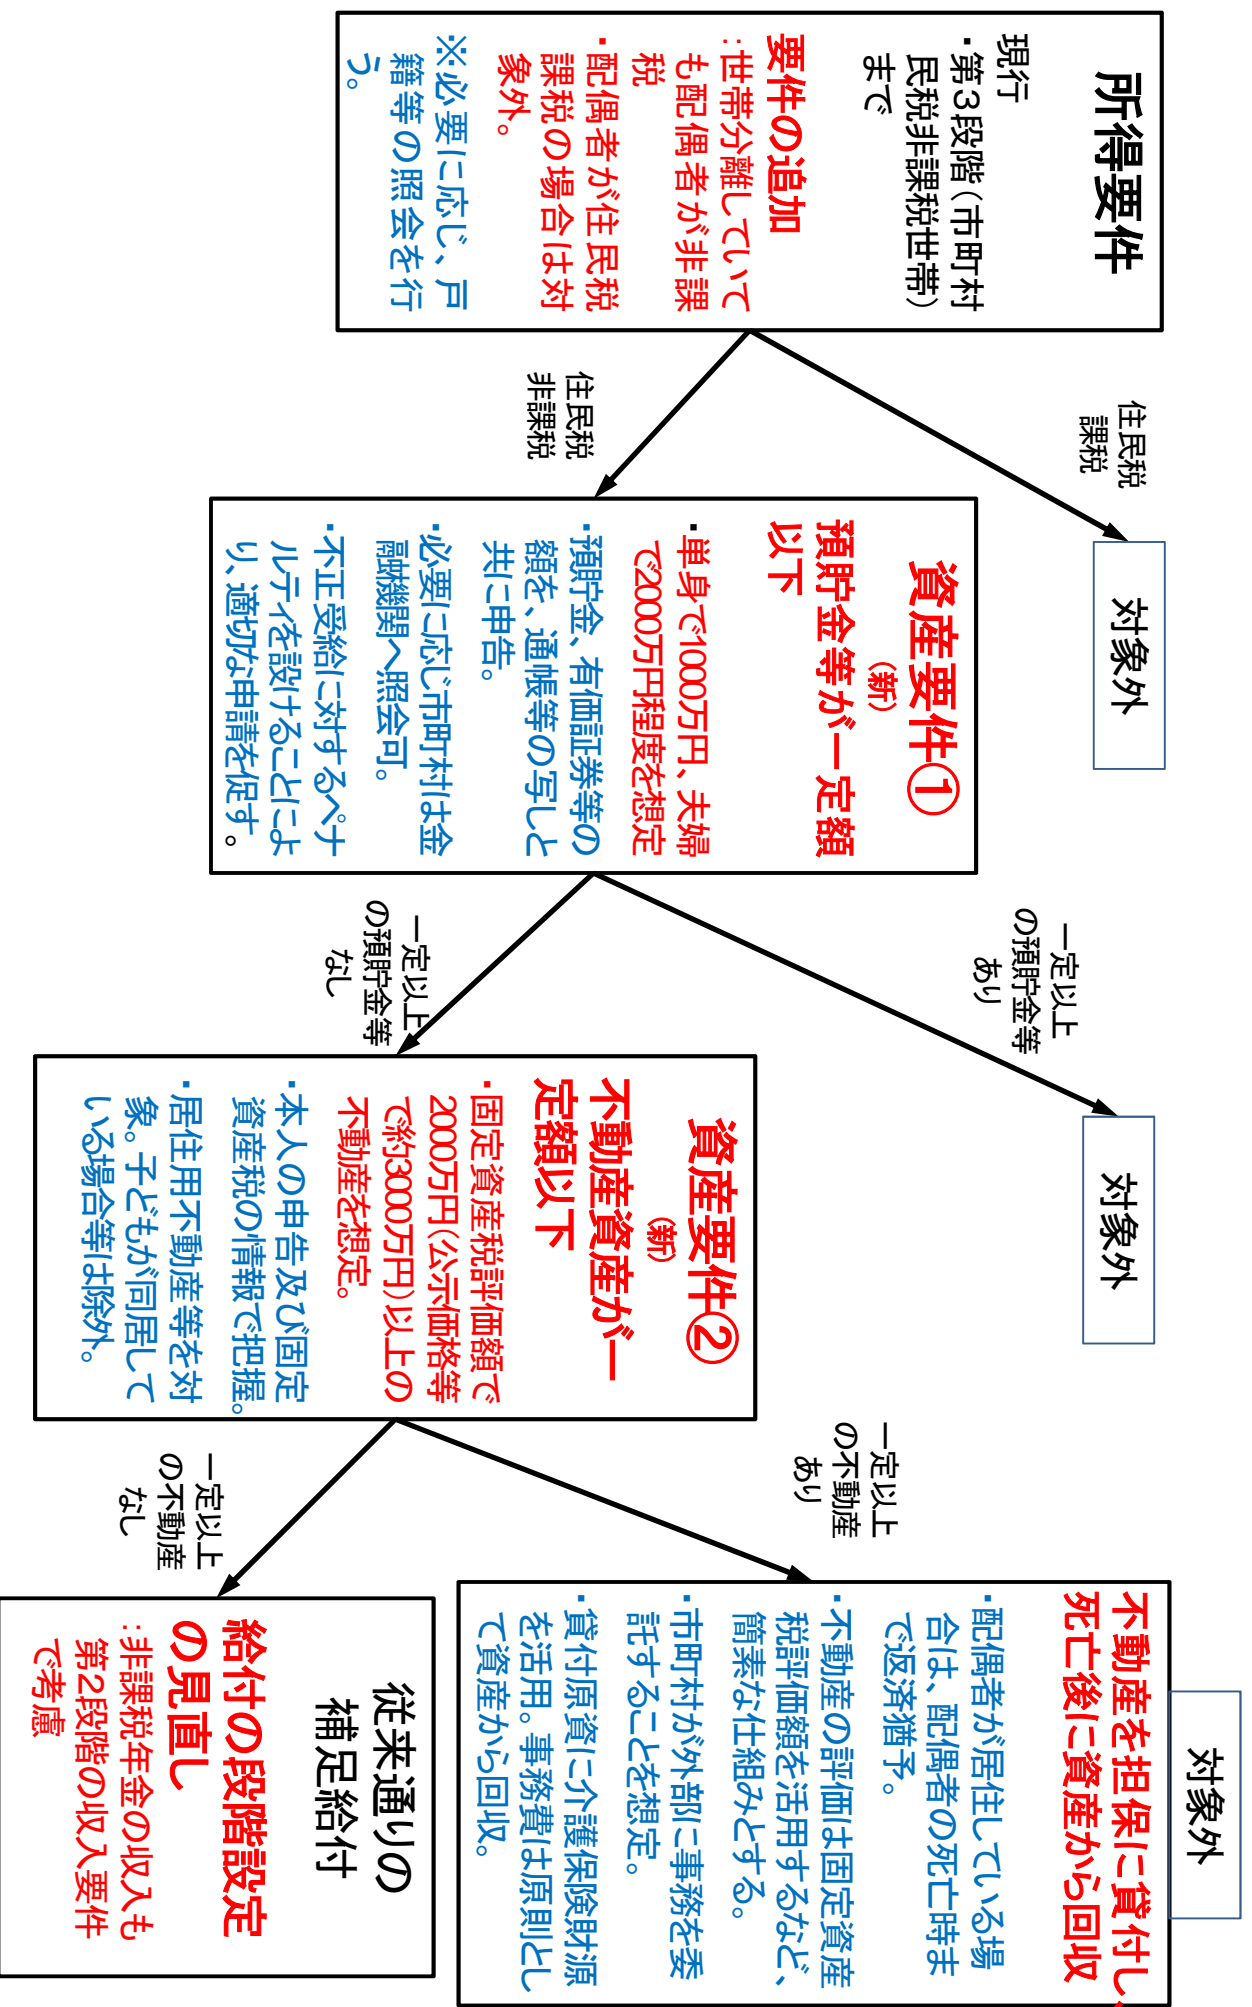 所得要件
現行
・第3段階（市町村
民税非課税世帯）
まで
要件の追加
：世帯分離していて
も配偶者が非課
税
・配偶者が住民税
課税の場合は対
象外。
※必要に応じ、戸
籍等の照会を行
う。
住民税
課税
対象外
住民税
非課税
資産要件①
（新）
預貯金等が一定額
以下
・単身で1000万円、夫婦
で2000万円程度を想定
・預貯金、有価証券等の
額を、通帳等の写しと
共に申告。
・必要に応じ市町村は金
融機関へ照会可。
・不正受給に対するペナ
ルティを設けることによ
り、適切な申請を促す。
一定以上
の預貯金等
あり
対象外
一定以上
の預貯金等
なし
資産要件②
（新）
不動産資産が一
定額以下
・固定資産税評価額で
2000万円（公示価格等
で約3000万円）以上の
不動産を想定。
・本人の申告及び固定
資産税の情報で把握。
・居住用不動産等を対
象。子どもが同居して
いる場合等は除外。
一定以上
の不動産
あり
対象外
不動産を担保に貸付し、
死亡後に資産から回収
・配偶者が居住している場
合は、配偶者の死亡時ま
で返済猶予。
・不動産の評価は固定資産
税評価額を活用するなど、
簡素な仕組みとする。
・市町村が外部に事務を委
託することを想定。
・貸付原資に介護保険財源
を活用。事務費は原則とし
て資産から回収。
一定以上
の不動産
なし
従来通りの
補足給付
給付の段階設定
の見直し
：非課税年金の収入も
第2段階の収入要件
で考慮